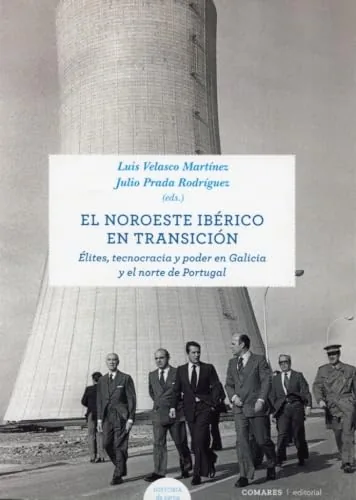 Luis Velasco Martínez
Julio Prada Rodríguez
(eds.)
EL NOROESTE IBÉRICO
EN TRANSICIÓN
Élites, tecnocracia y poder en Galicia
y el norte de Portugal
COMARES | editorial
HISTORIA